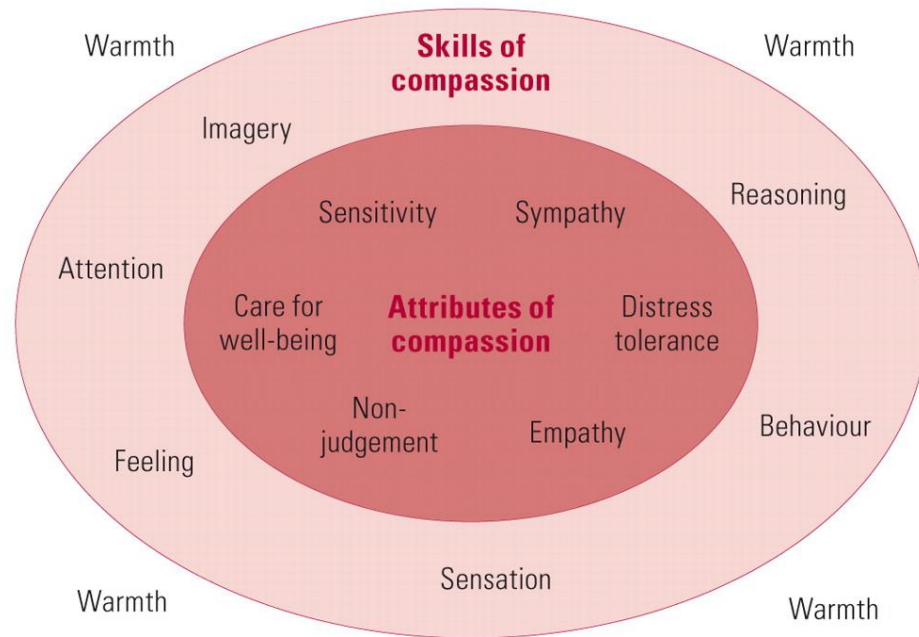 Warmth
Skills of
compassion
Warmth
Imagery
Reasoning
Sensitivity
Sympathy
Attention
Care for
well-being
Attributes of
compassion
Distress
tolerance
Non-
judgement
Empathy
Behaviour
Feeling
Sensation
Warmth
Warmth